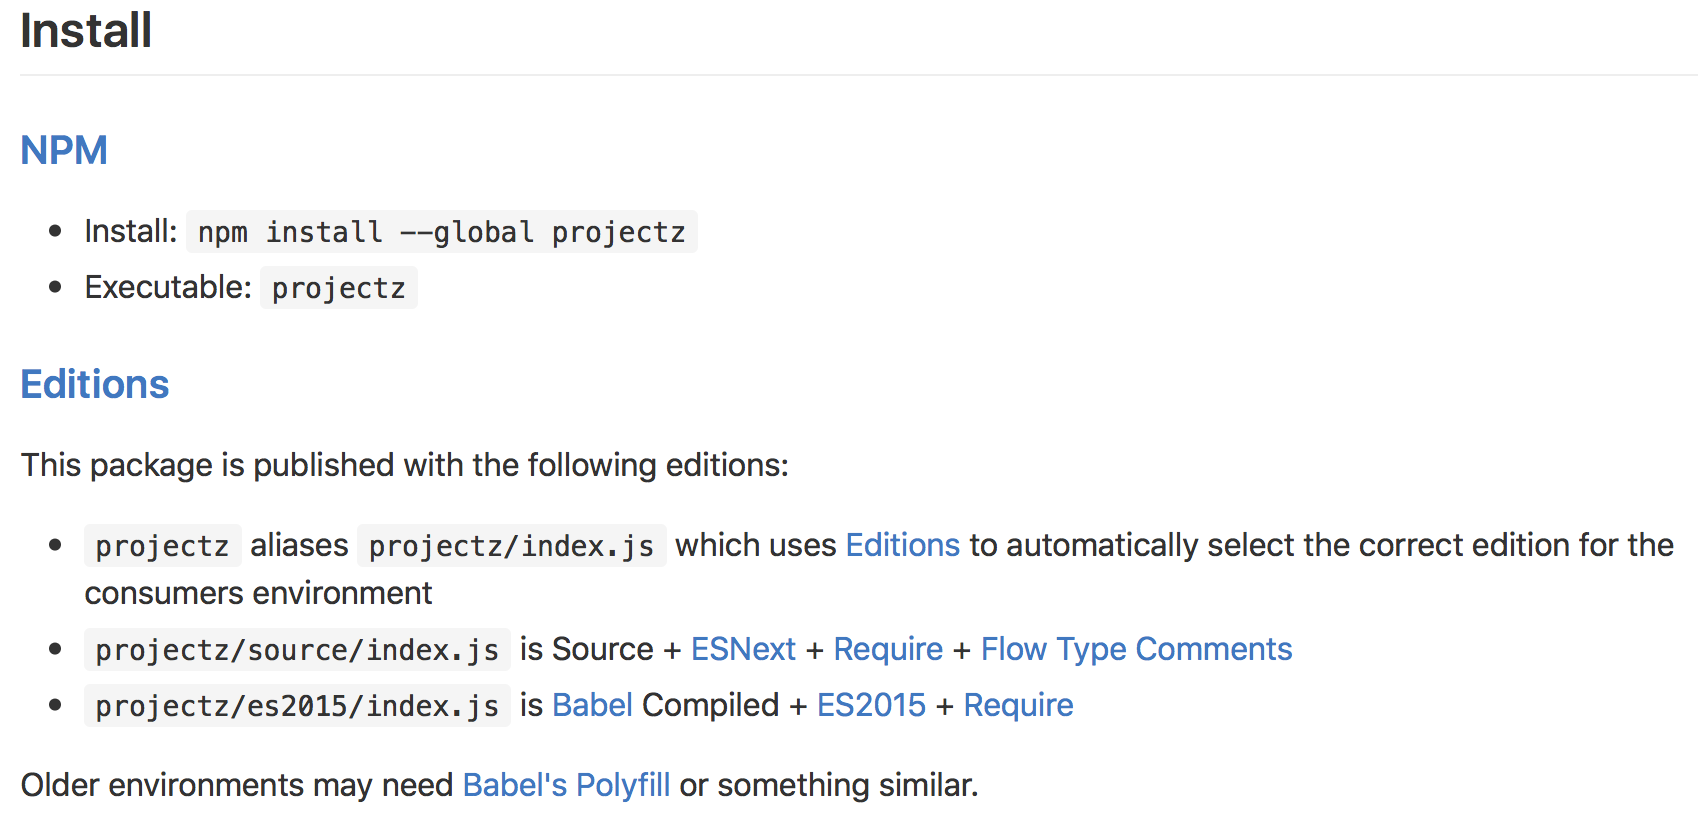 Install
NPM
• Install: npm install --global projectz
• Executable: projectz
Editions
This package is published with the following editions:
• projectz aliases projectz/index.js which uses Editions to automatically select the correct edition for the
consumers environment
• projectz/source/index.js is Source + ESNext + Require + Flow Type Comments
• projectz/es2015/index.js is Babel Compiled + ES2015 + Require
Older environments may need Babel's Polyfill or something similar.